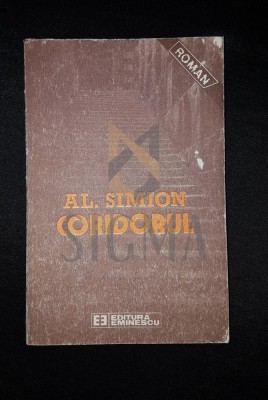 ROMAN
AL. SIMION
CORIDORUL
SIGMA
EDITURA
EMINESCU